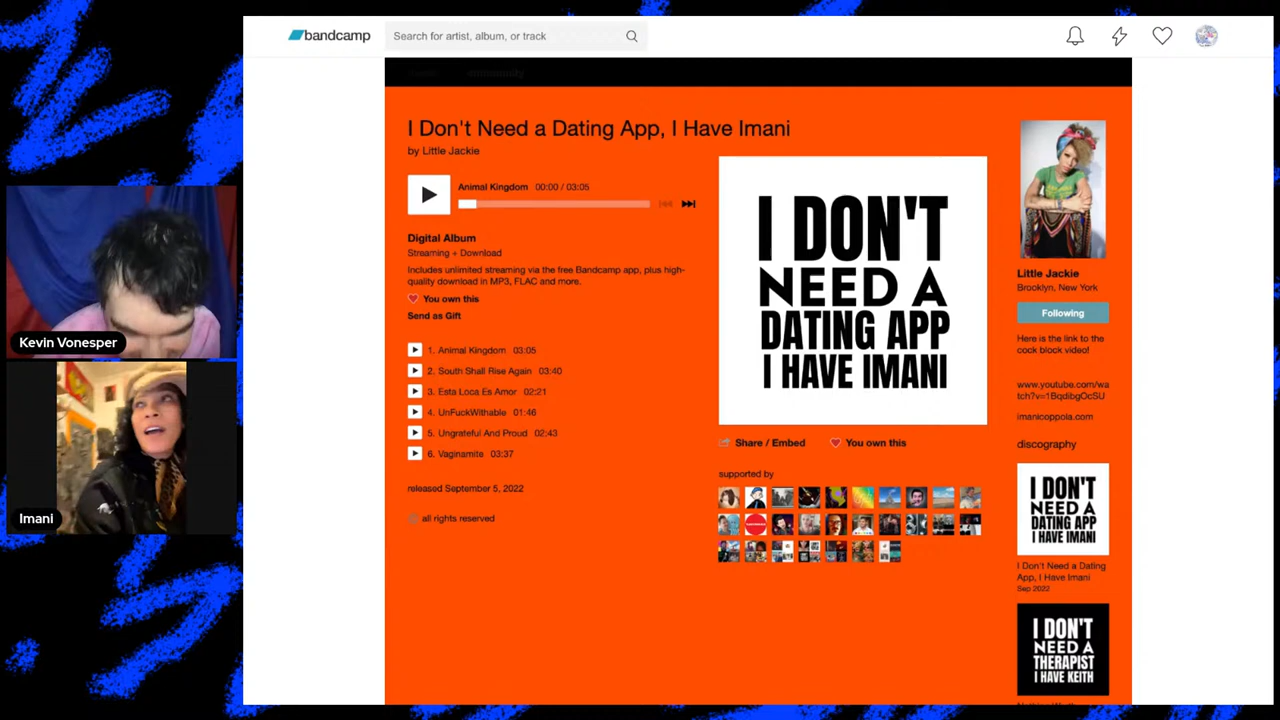 bandcamp
Search for artist, album, or track
community
I Don't Need a Dating App, I Have Imani
by Little Jackie
Animal Kingdom 00:00 / 03:05
Digital Album
Streaming + Download
Includes unlimited streaming via the free Bandcamp app, plus high-
quality download in MP3, FLAC and more.
You own this
Send as Gift
1. Animal Kingdom 03:05
2. South Shall Rise Again 03:40
3. Esta Loca Es Amor 02:21
4. UnFuckWithable 01:46
5. Ungrateful And Proud 02:43
6. Vaginamite 03:37
released September 5, 2022
all rights reserved
I DON'T
NEED A
DATING APP
I HAVE IMANI
Share / Embed
You own this
supported by
Little Jackie
Brooklyn, New York
Following
Here is the link to the
cock block video!
www.youtube.com/wa
tch?v=1BqdibgOcSU
imanicoppola.com
discography
I DON'T
NEED A
DATING APP
I HAVE IMANI
I Don't Need a Dating
App, I Have Imani
Sep 2022
I DON'T
NEED A
THERAPIST
I HAVE KEITH
Kevin Vonesper
Imani